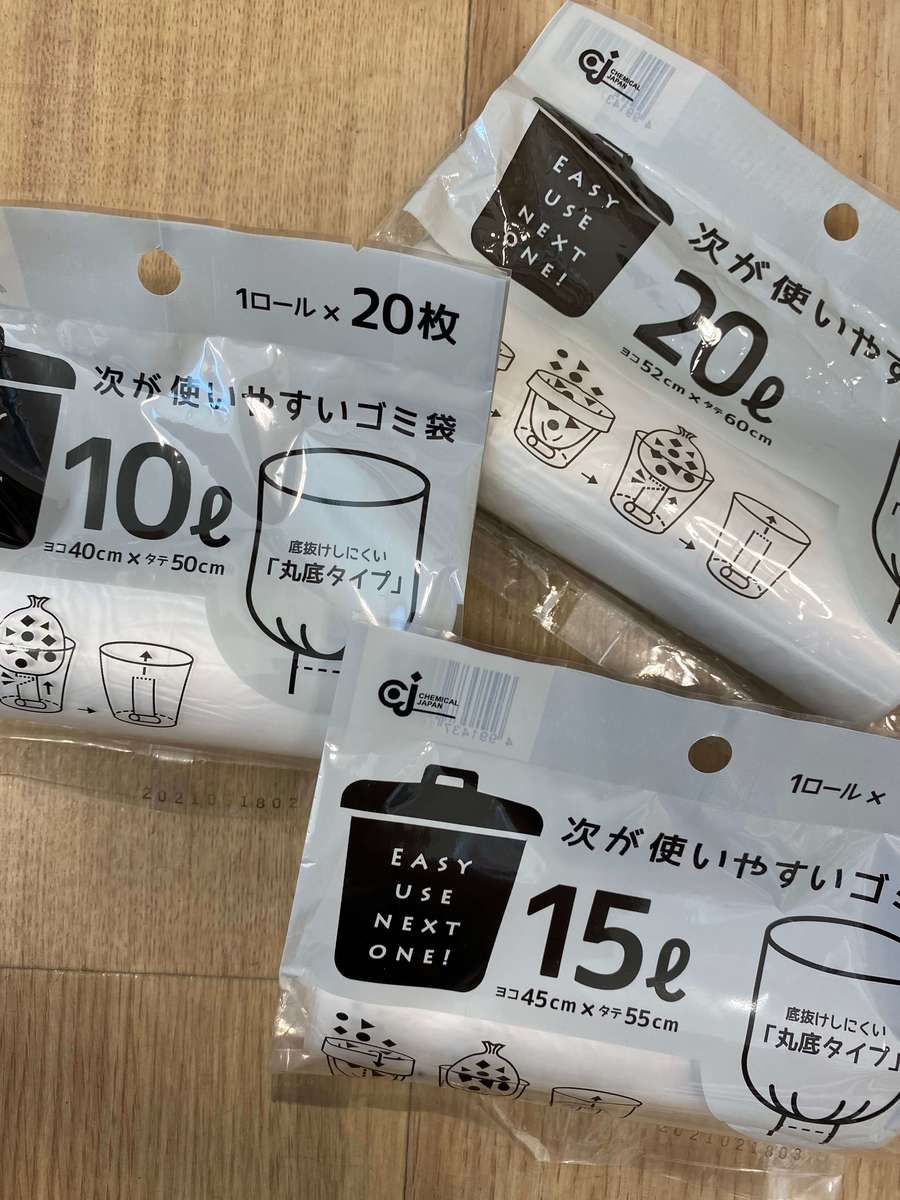 CHEMICAL
JAPAN
EASY
USE
NEXT
ONE!
次が使いやす
20ℓ
ヨコ52cm×タテ60cm
1ロール×20枚
次が使いやすいゴミ袋
10ℓ
ヨコ40cm×タテ50cm
底抜けしにくい
「丸底タイプ」
CHEMICAL
JAPAN
1ロール×
EASY
USE
NEXT
ONE!
次が使いやすいゴミ
15ℓ
ヨコ45cm×タテ55cm
底抜けしにくい
「丸底タイプ」